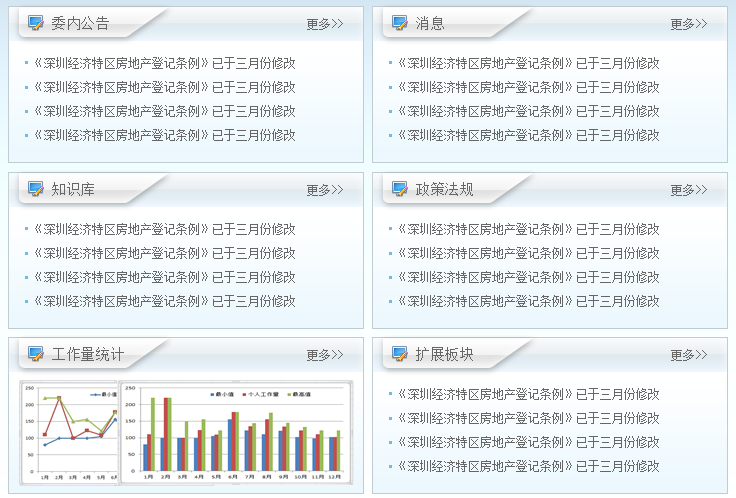 委内公告 更多>>
《深圳经济特区房地产登记条例》已于三月份修改
《深圳经济特区房地产登记条例》已于三月份修改
《深圳经济特区房地产登记条例》已于三月份修改
《深圳经济特区房地产登记条例》已于三月份修改
消息 更多>>
《深圳经济特区房地产登记条例》已于三月份修改
《深圳经济特区房地产登记条例》已于三月份修改
《深圳经济特区房地产登记条例》已于三月份修改
《深圳经济特区房地产登记条例》已于三月份修改
知识库 更多>>
《深圳经济特区房地产登记条例》已于三月份修改
《深圳经济特区房地产登记条例》已于三月份修改
《深圳经济特区房地产登记条例》已于三月份修改
《深圳经济特区房地产登记条例》已于三月份修改
政策法规 更多>>
《深圳经济特区房地产登记条例》已于三月份修改
《深圳经济特区房地产登记条例》已于三月份修改
《深圳经济特区房地产登记条例》已于三月份修改
《深圳经济特区房地产登记条例》已于三月份修改
工作量统计 更多>>
250
200
150
100
50
0
最小值
1月 2月 3月 4月 5月 6月
250
200
150
100
50
0
最小值 个人工作量 最高值
1月 2月 3月 4月 5月 6月 7月 8月 9月 10月 11月 12月
扩展板块 更多>>
《深圳经济特区房地产登记条例》已于三月份修改
《深圳经济特区房地产登记条例》已于三月份修改
《深圳经济特区房地产登记条例》已于三月份修改
《深圳经济特区房地产登记条例》已于三月份修改